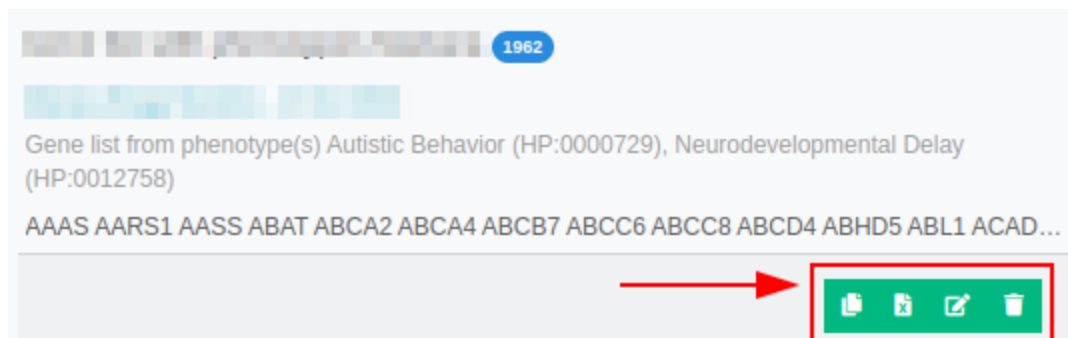 1962
Gene list from phenotype(s) Autistic Behavior (HP:0000729), Neurodevelopmental Delay
(HP:0012758)
AAAS AARS1 AASS ABAT ABCA2 ABCA4 ABCB7 ABCC6 ABCC8 ABCD4 ABHD5 ABL1 ACAD...